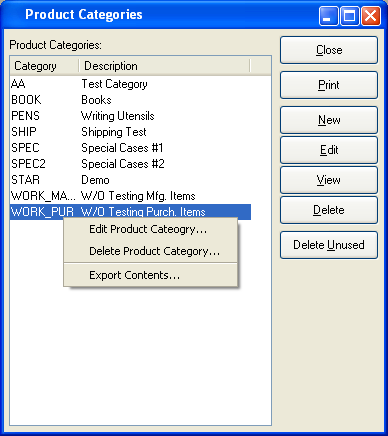 Product Categories
Product Categories:
Category Description
AA Test Category
BOOK Books
PENS Writing Utensils
SHIP Shipping Test
SPEC Special Cases #1
SPEC2 Special Cases #2
STAR Demo
WORK_MA... W/O Testing Mfg. Items
WORK_PUR W/O Testing Purch. Items
Edit Product Cateogry...
Delete Product Category...
Export Contents...
Close
Print
New
Edit
View
Delete
Delete Unused